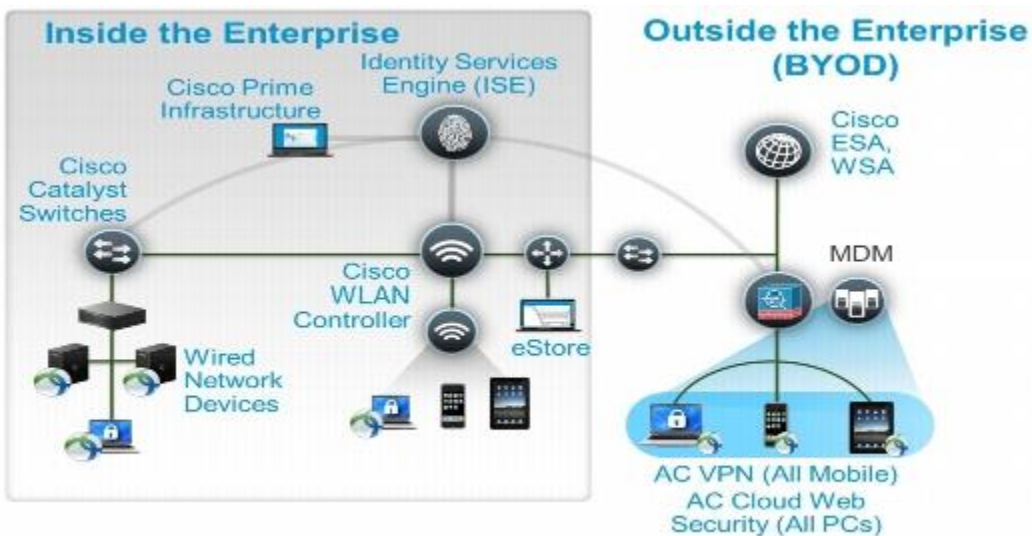 Inside the Enterprise
Outside the Enterprise
(BYOD)
Identity Services
Engine (ISE)
Cisco Prime
Infrastructure
Cisco
ESA,
WSA
Cisco
Catalyst
Switches
MDM
Cisco
WLAN
Controller
eStore
Wired
Network
Devices
AC VPN (All Mobile)
AC Cloud Web
Security (All PCs)